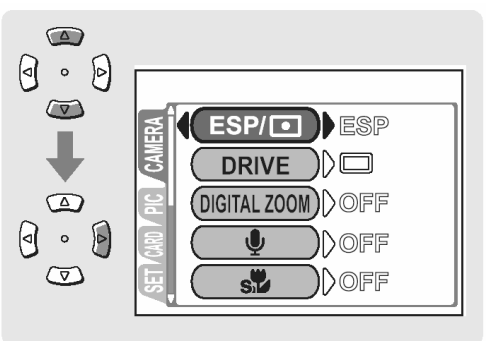 CAMERA
PIC
CARD
SET
ESP/ ESP
DRIVE
DIGITAL ZOOM OFF
OFF
S OFF